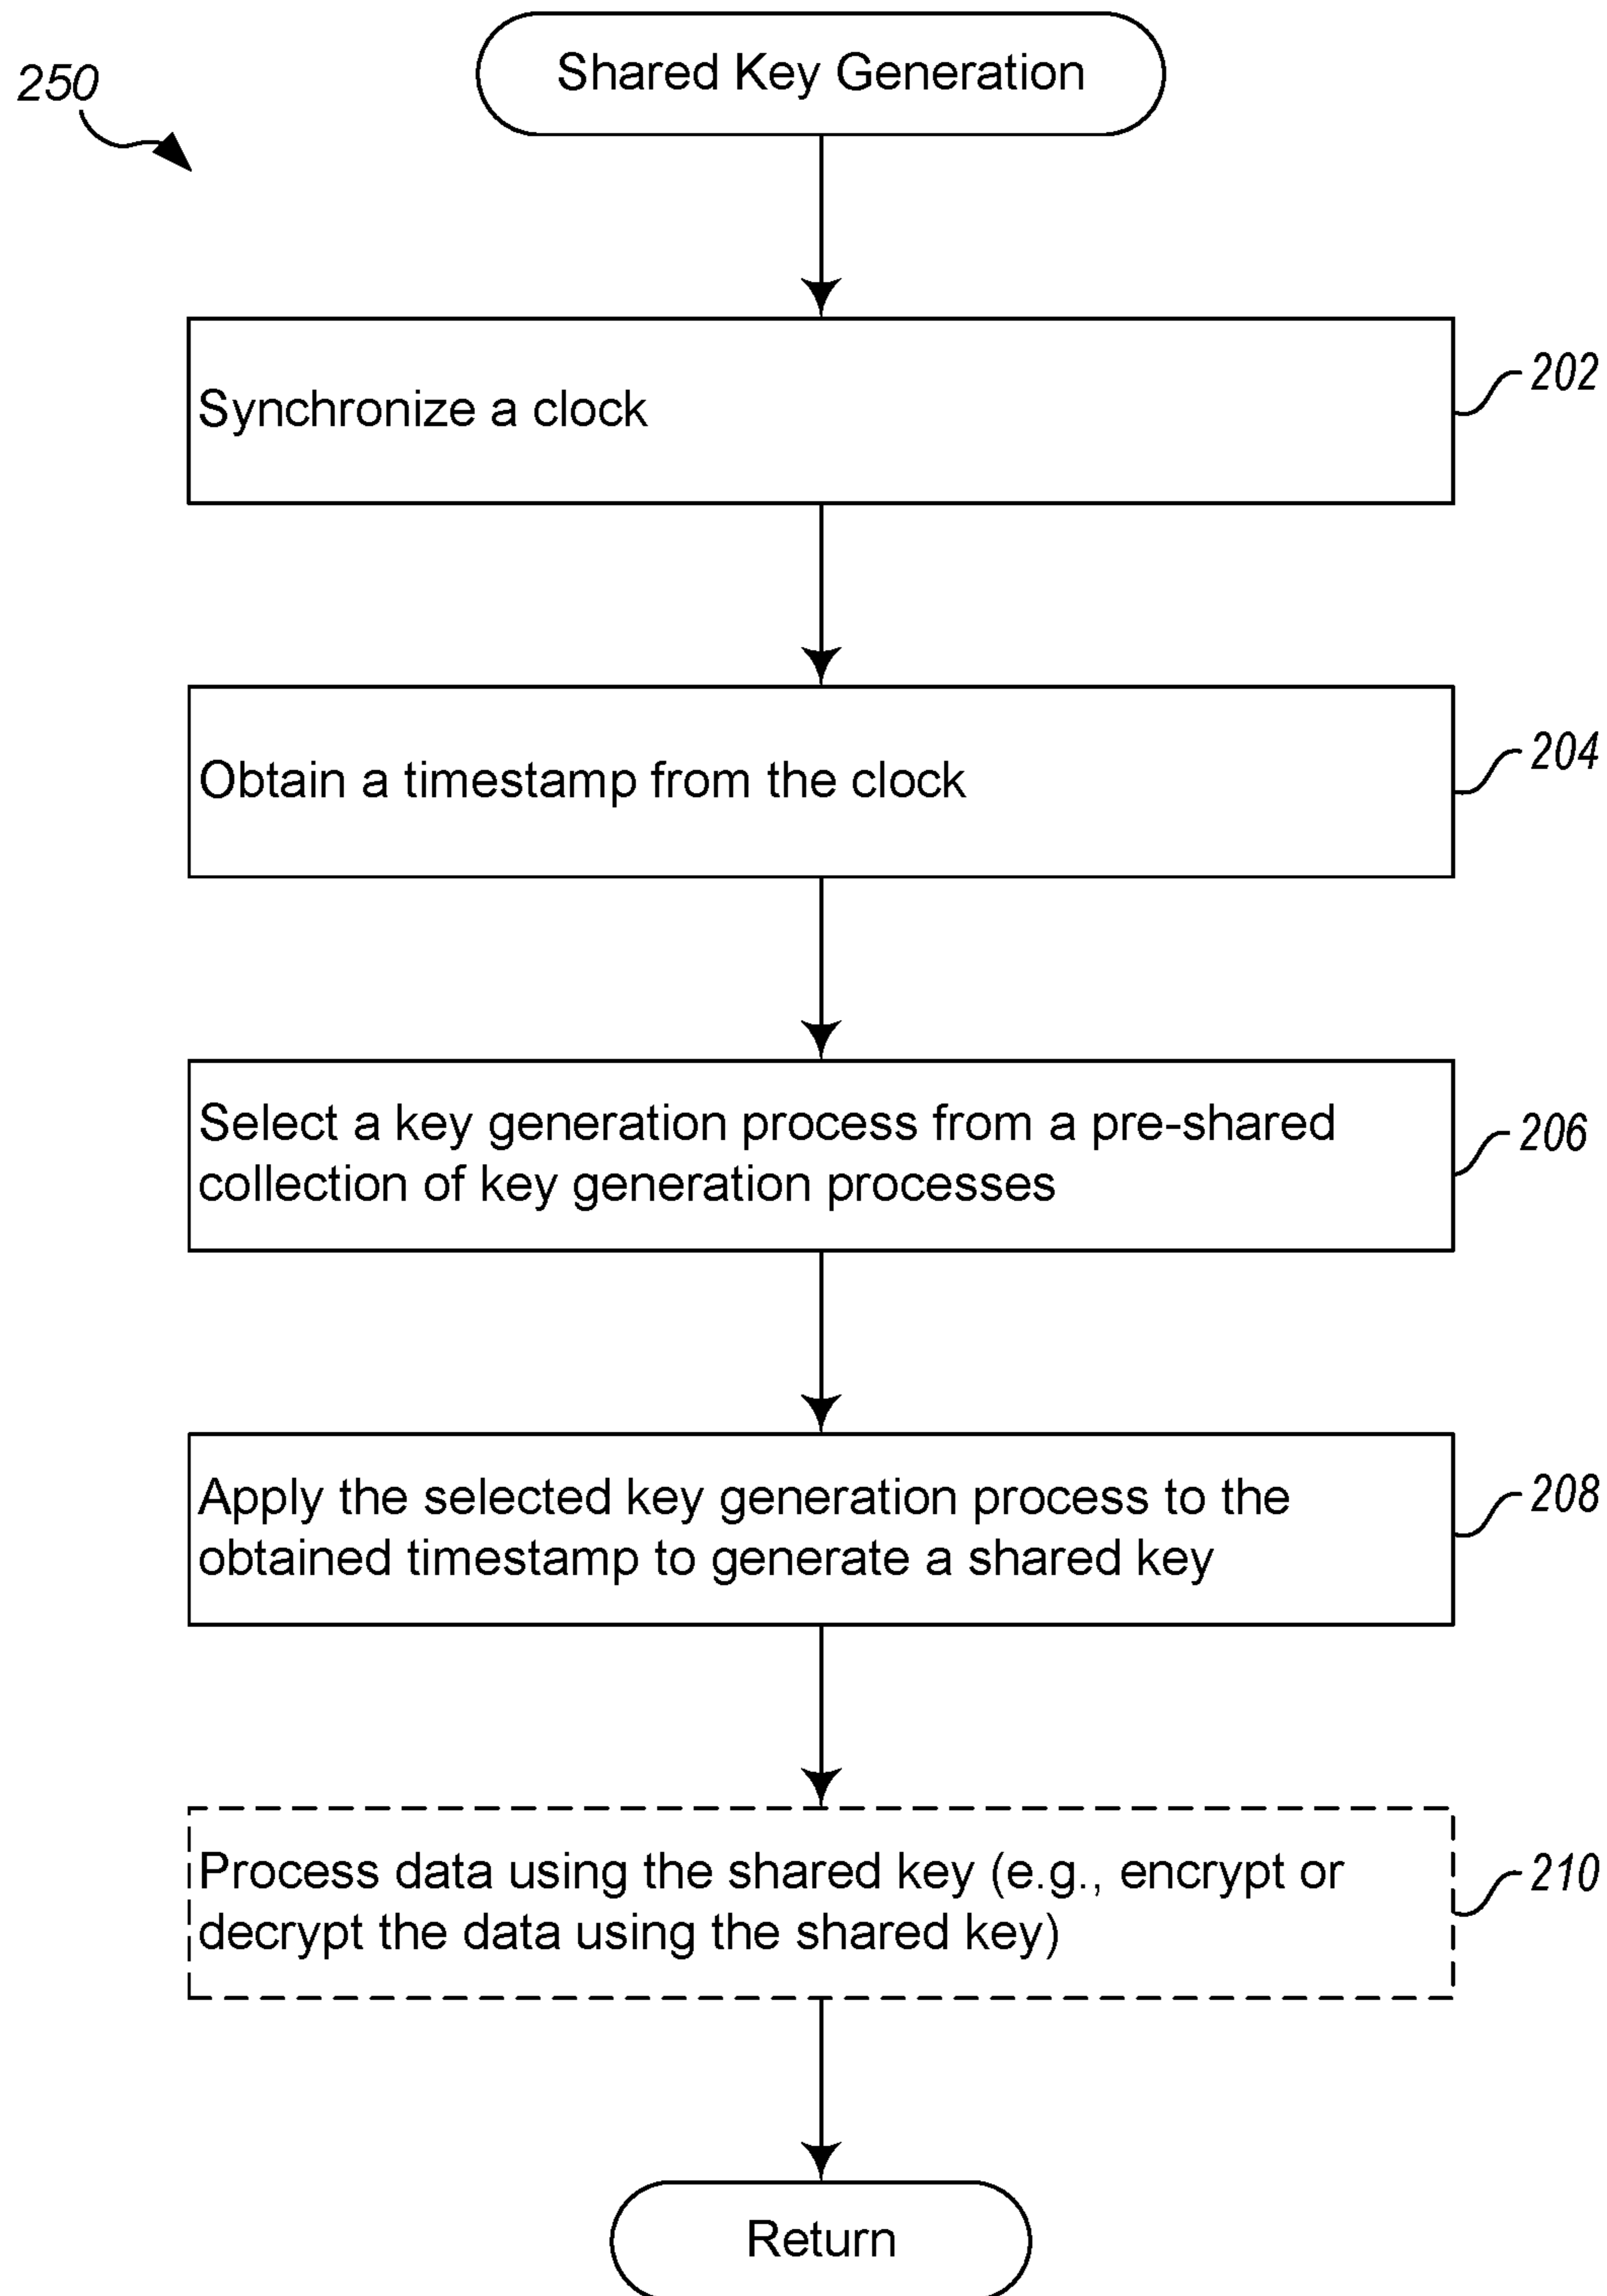 250
Shared Key Generation
Synchronize a clock
202
Obtain a timestamp from the clock
204
Select a key generation process from a pre-shared
collection of key generation processes
206
Apply the selected key generation process to the
obtained timestamp to generate a shared key
208
Process data using the shared key (e.g., encrypt or
decrypt the data using the shared key)
210
Return